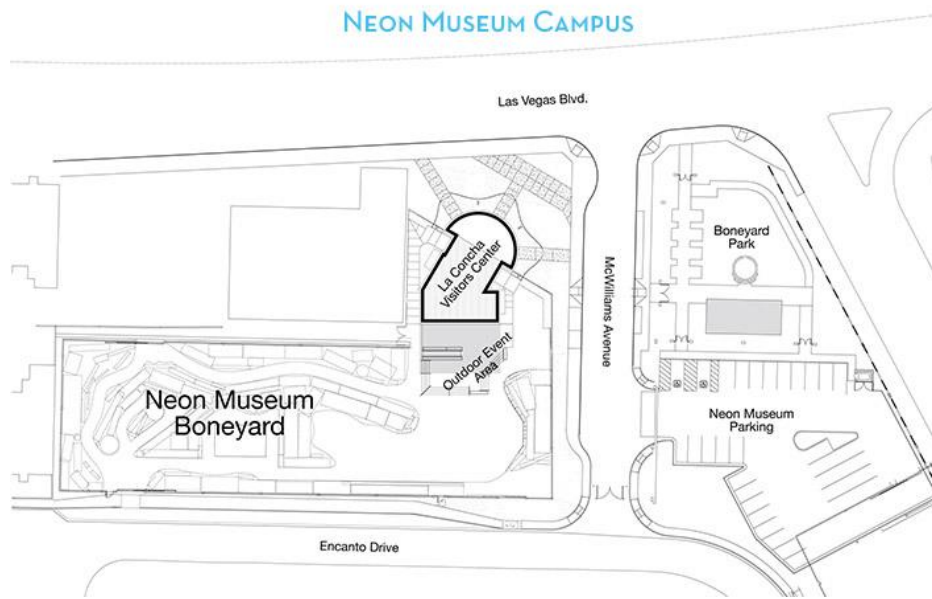 NEON MUSEUM CAMPUS
Las Vegas Blvd.
La Concha
Visitors Center
Outdoor Event
Area
McWilliams Avenue
Boneyard
Park
Neon Museum
Boneyard
Neon Museum
Parking
Encanto Drive